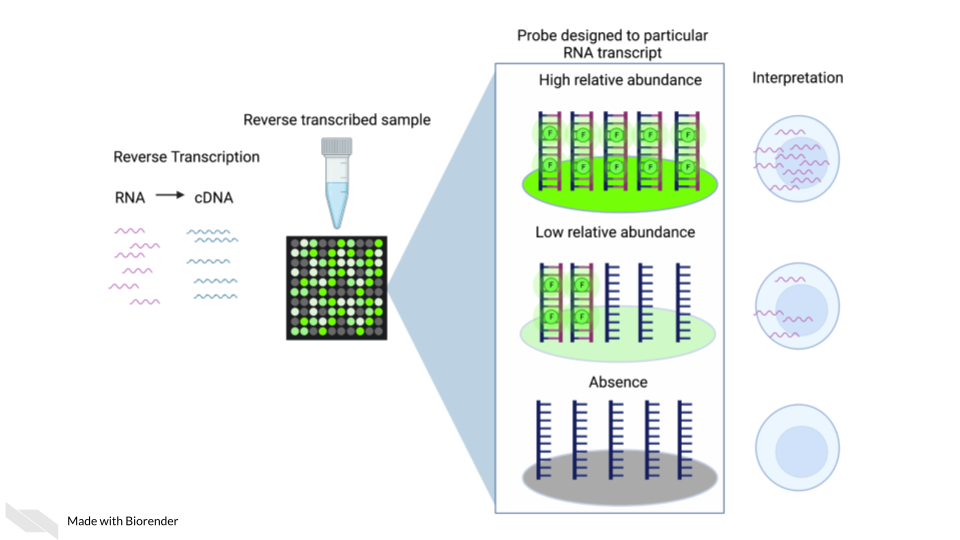 Probe designed to particular
RNA transcript
High relative abundance
Interpretation
Reverse transcribed sample
Reverse Transcription
RNA
cDNA
F F F F F
F F F F F
Low relative abundance
F F
F F
Absence
Made with Biorender